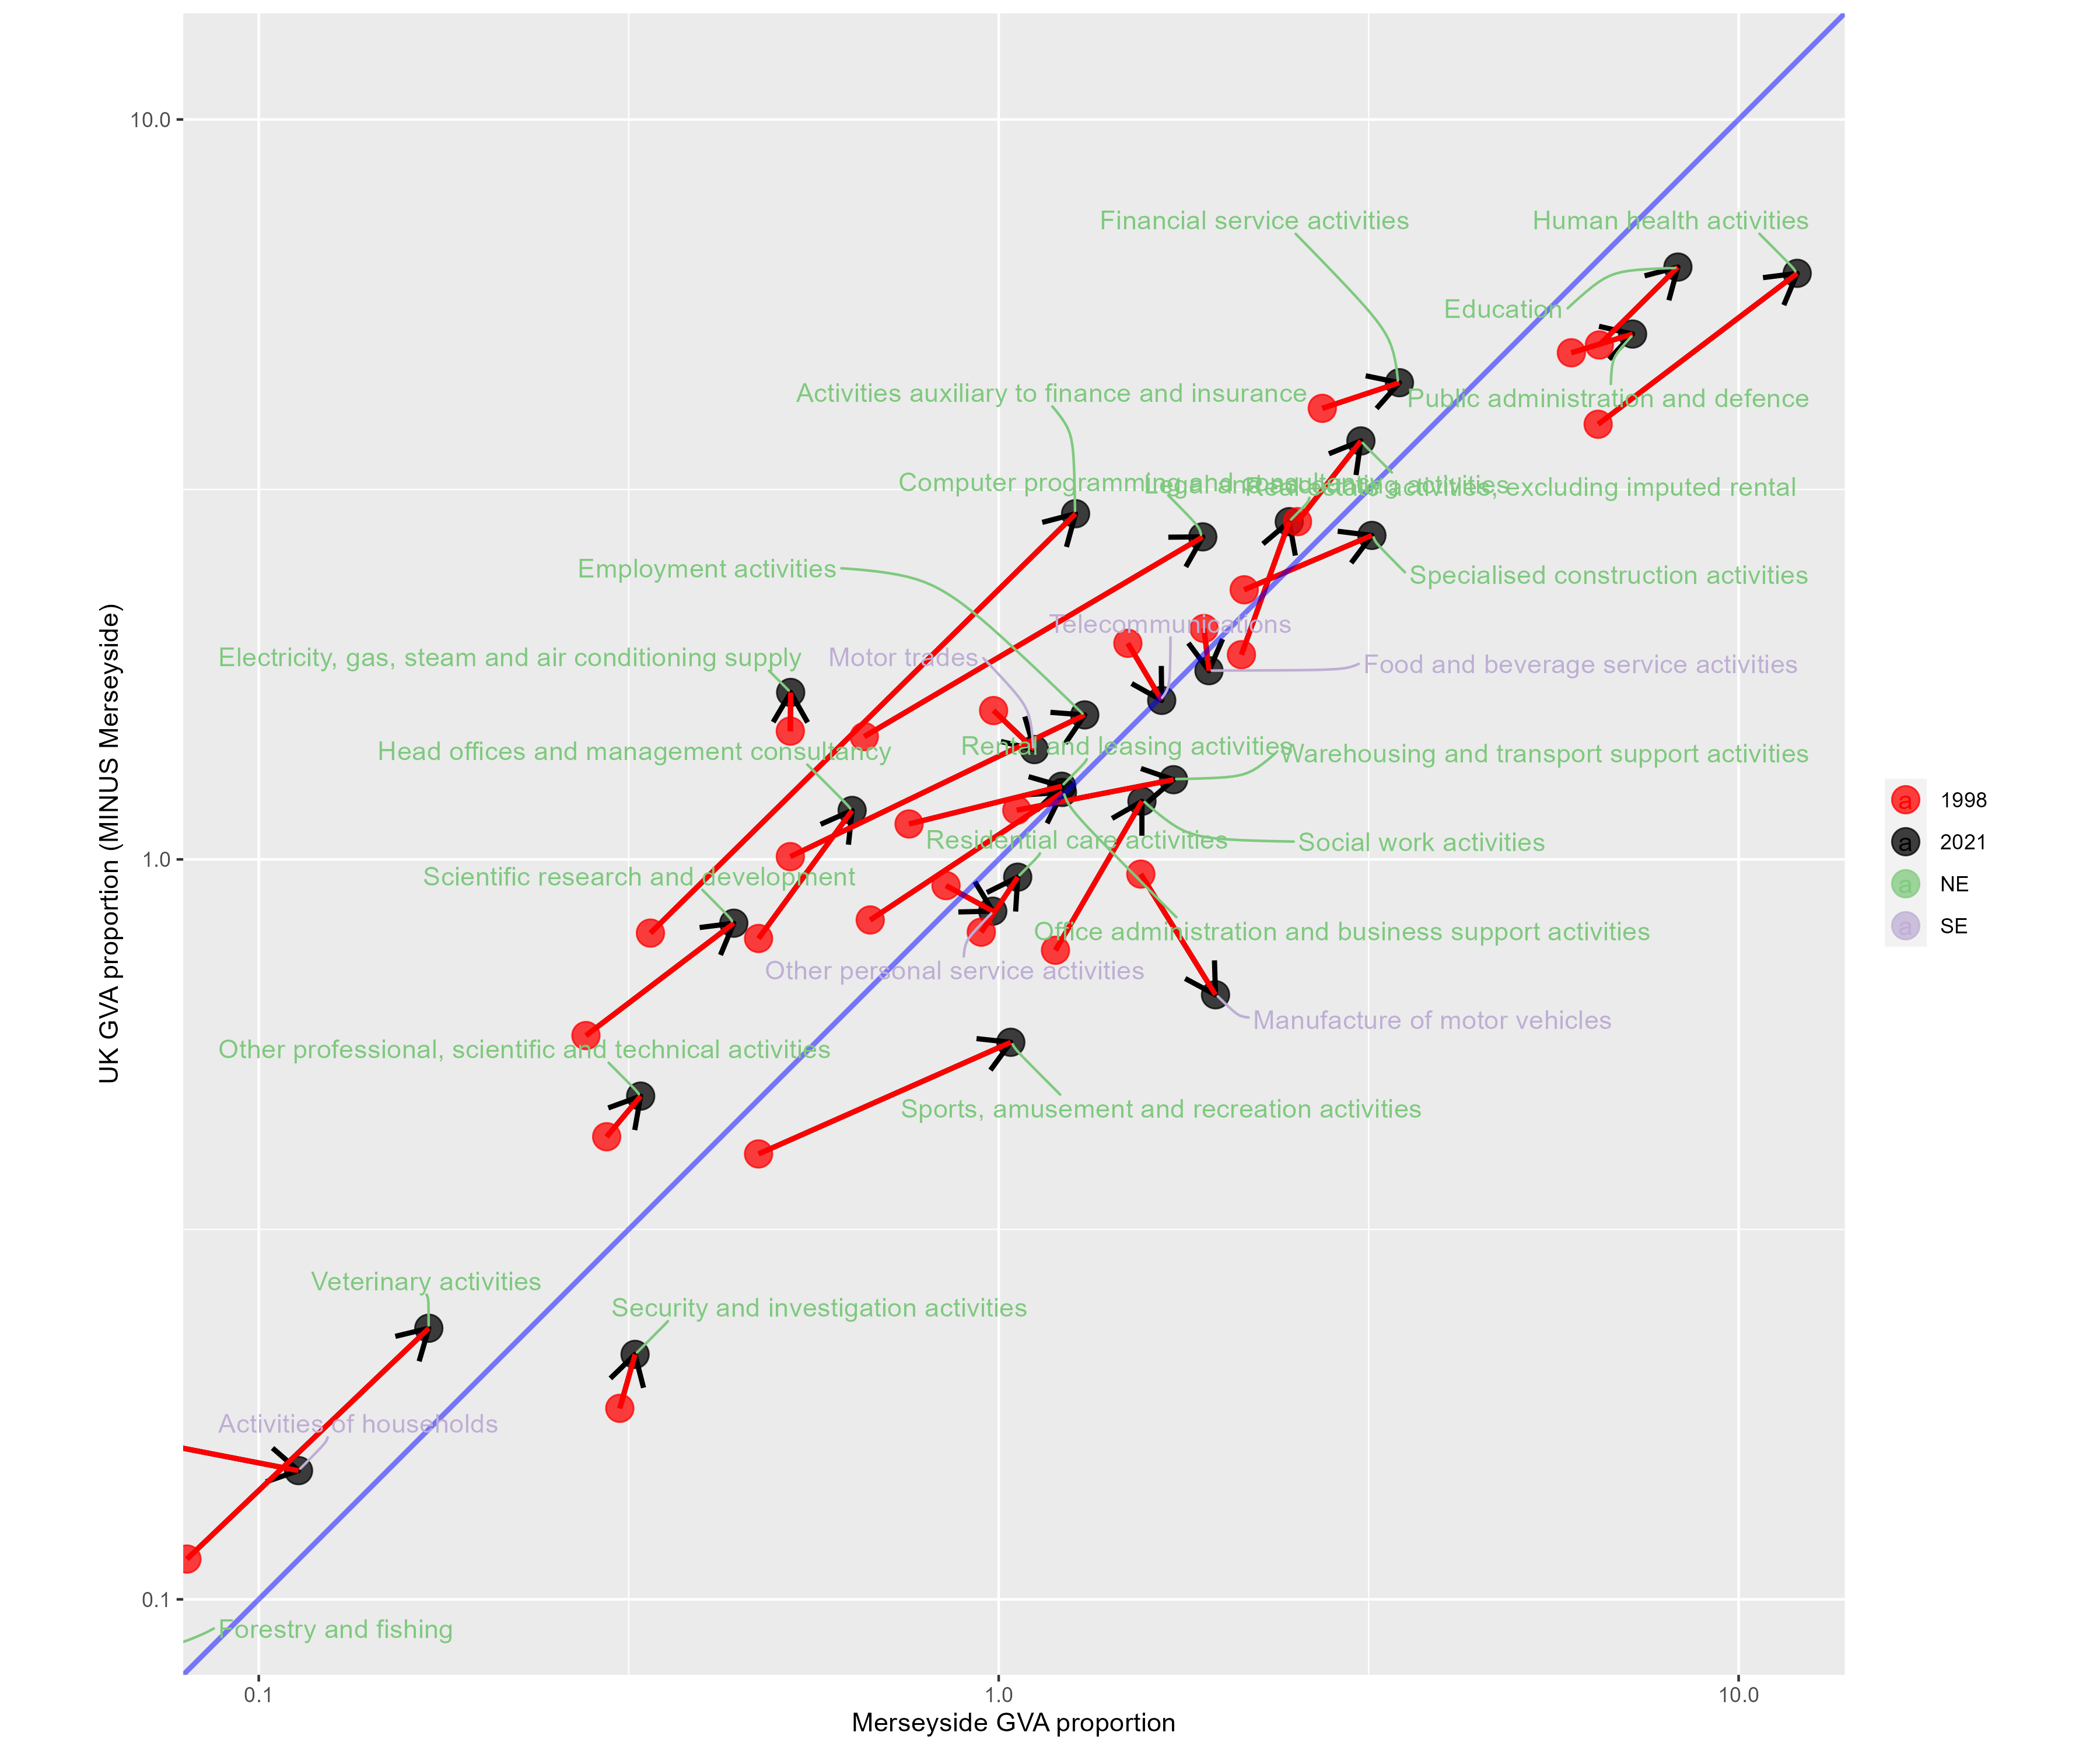 10.0
Financial service activities
Human health activities
Education
Activities auxiliary to finance and insurance
Public administration and defence
Computer programming and consultancy
Legal and accounting activities
Real estate activities, excluding imputed rental
Employment activities
Specialised construction activities
Telecommunications
Electricity, gas, steam and air conditioning supply
Motor trades
Food and beverage service activities
Head offices and management consultancy
Rental and leasing activities
Warehousing and transport support activities
UK GVA proportion (MINUS Merseyside)
1.0
Residential care activities
Social work activities
Scientific research and development
Office administration and business support activities
Other personal service activities
Manufacture of motor vehicles
Other professional, scientific and technical activities
Sports, amusement and recreation activities
Veterinary activities
Security and investigation activities
Activities of households
0.1
Forestry and fishing
0.1
1.0
10.0
Merseyside GVA proportion
a 1998
a 2021
a NE
a SE